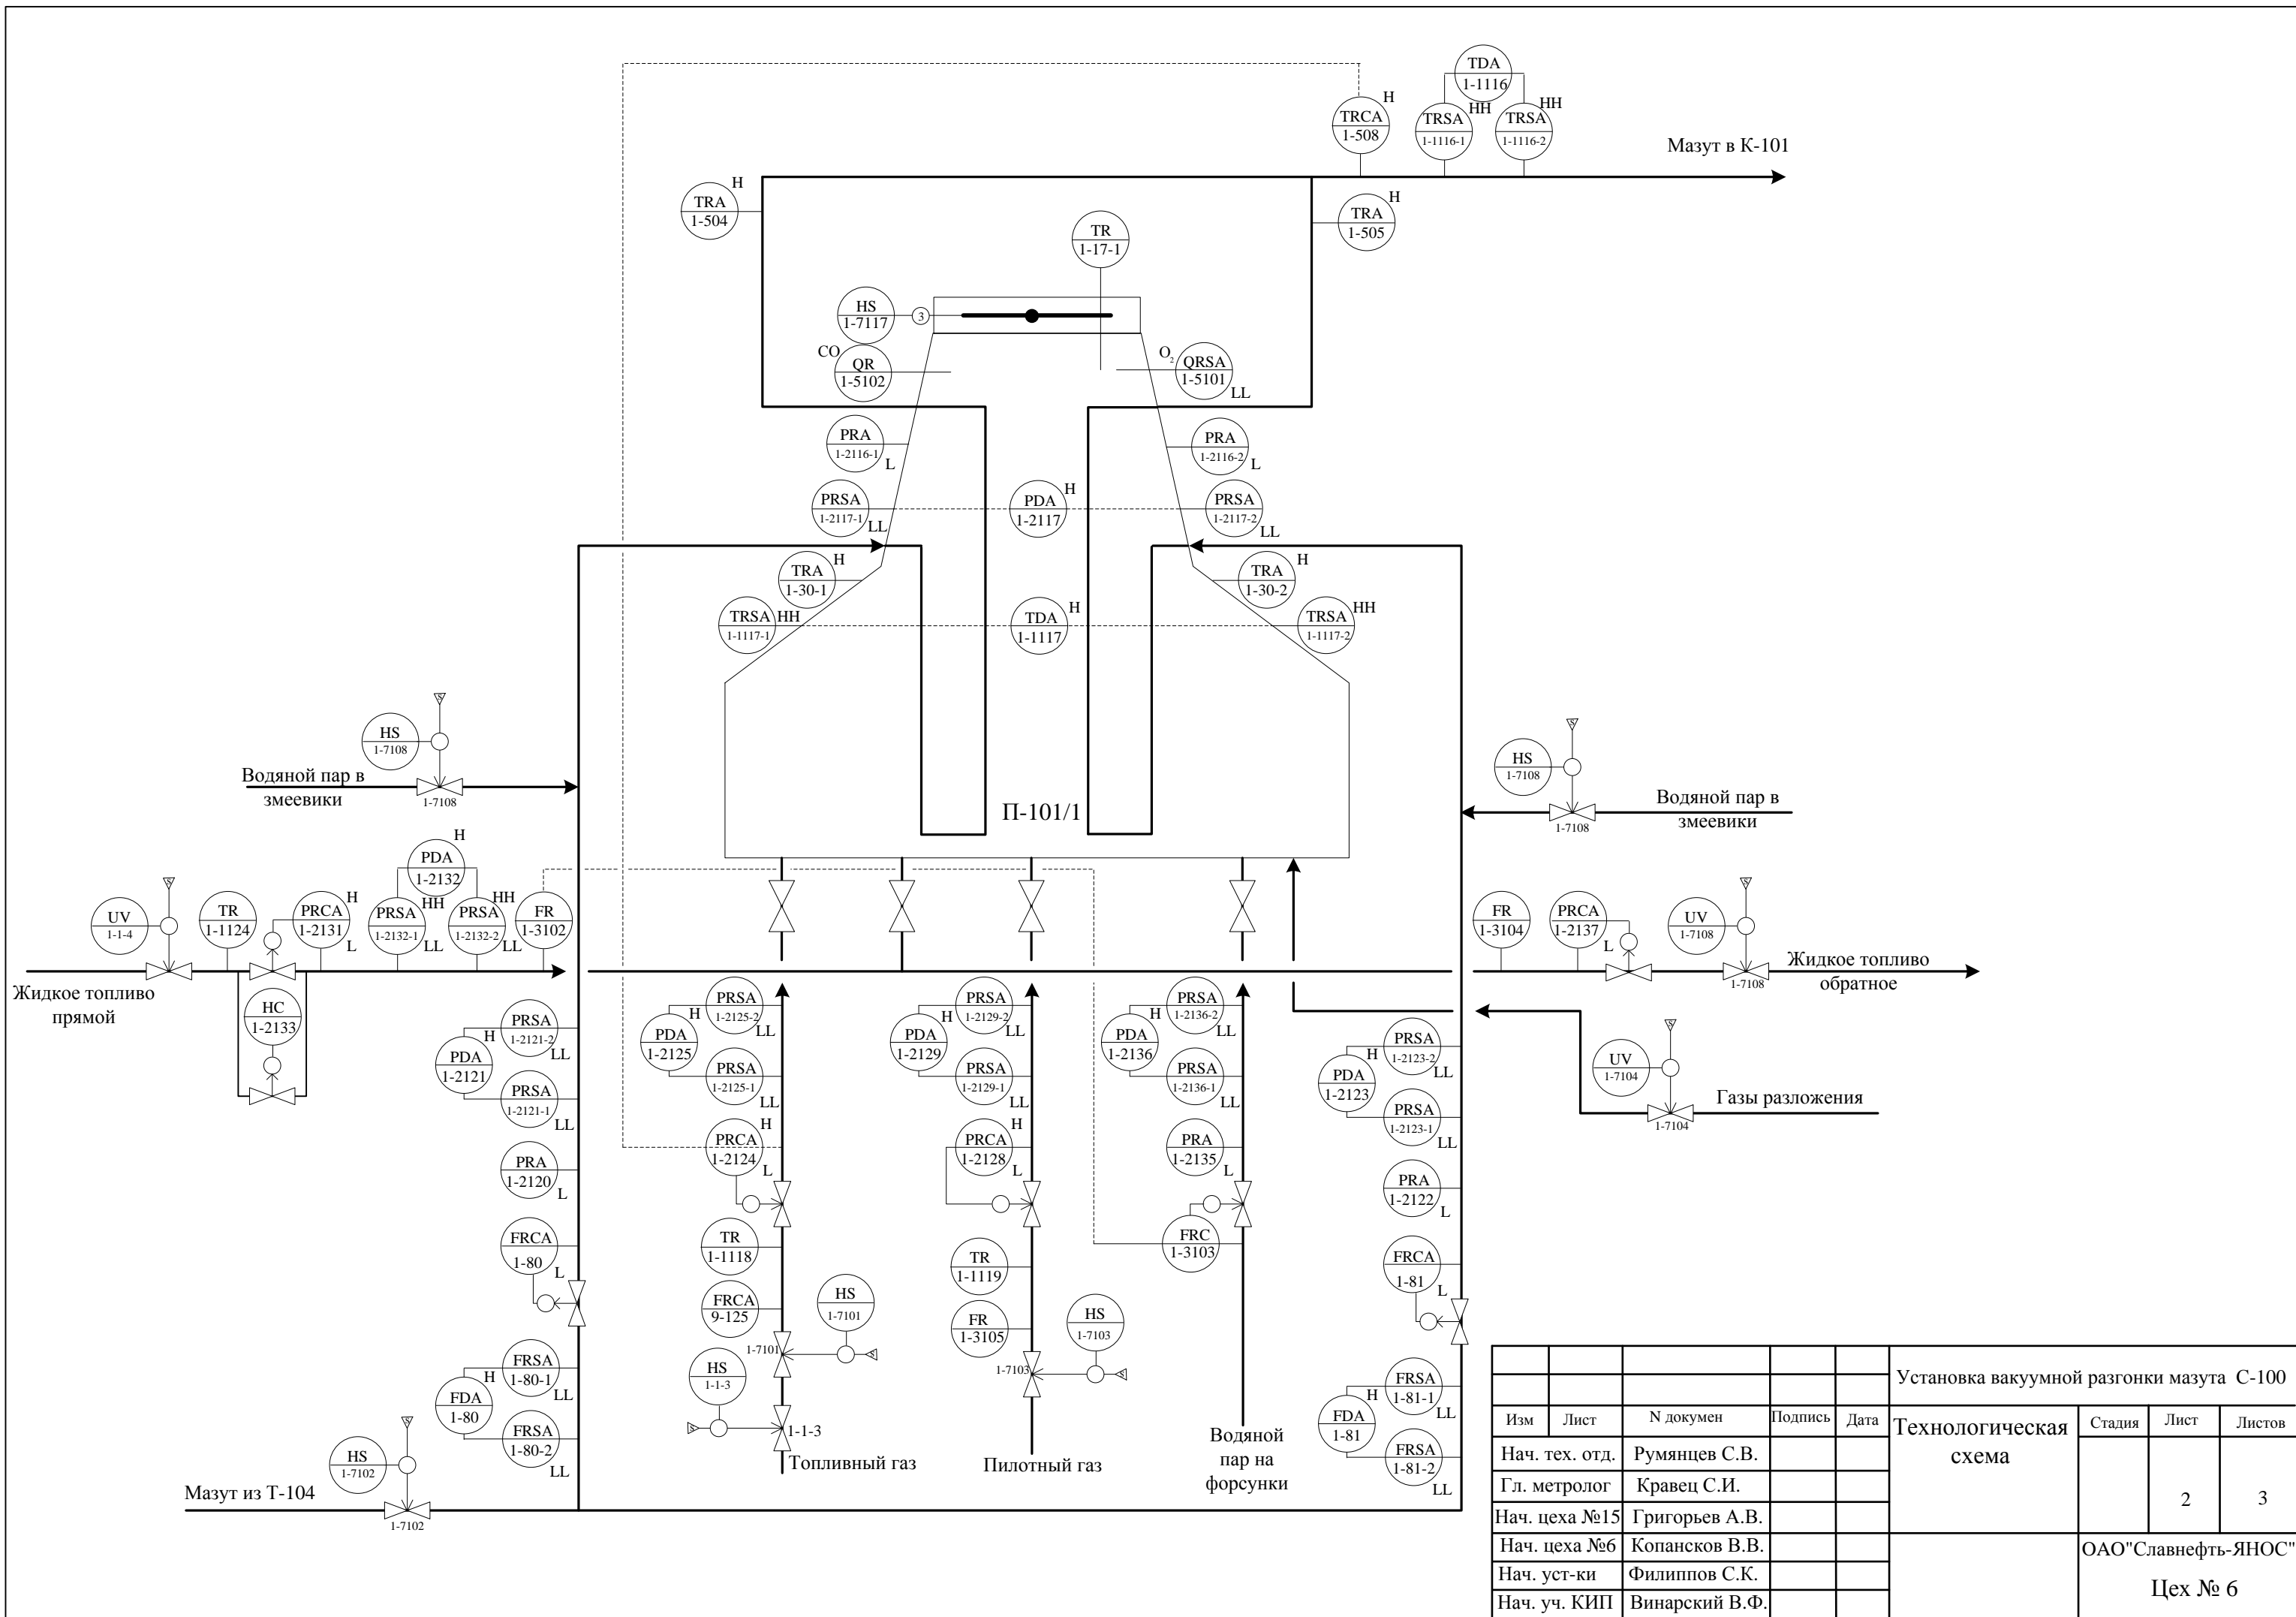 TDA
1-1116
H
TRCA
1-508
HH
TRSA
1-1116-1
HH
TRSA
1-1116-2
Мазут в К-101
H
TRA
1-504
H
TRA
1-505
TR
1-17-1
HS
1-7117
3
CO
QR
1-5102
O2
QRSA
1-5101
LL
PRA
1-2116-1
L
PRA
1-2116-2
L
PRSA
1-2117-1
LL
H
PDA
1-2117
PRSA
1-2117-2
LL
H
TRA
1-30-1
H
TRA
1-30-2
TRSA
1-1117-1
HH
H
TDA
1-1117
TRSA
1-1117-2
HH
S
HS
1-7108
Водяной пар в
змеевики
1-7108
П-101/1
S
HS
1-7108
Водяной пар в
змеевики
1-7108
S
UV
1-1-4
TR
1-1124
H
PRCA
1-2131
L
H
PDA
1-2132
HH
PRSA
1-2132-1
LL
HH
PRSA
1-2132-2
LL
FR
1-3102
Жидкое топливо
прямой
HC
1-2133
FR
1-3104
PRCA
1-2137
L
S
UV
1-7108
1-7108
Жидкое топливо
обратное
S
UV
1-7104
1-7104
Газы разложения
PRSA
1-2121-2
LL
H
PDA
1-2121
PRSA
1-2121-1
LL
PRA
1-2120
L
FRCA
1-80
L
FRSA
1-80-1
LL
H
FDA
1-80
FRSA
1-80-2
LL
S
HS
1-7102
1-7102
Мазут из Т-104
PRSA
1-2125-2
LL
H
PDA
1-2125
PRSA
1-2125-1
LL
H
PRCA
1-2124
L
TR
1-1118
FRCA
9-125
HS
1-7101
1-7101
S
HS
1-1-3
S
1-1-3
Топливный газ
PRSA
1-2129-2
LL
H
PDA
1-2129
PRSA
1-2129-1
LL
H
PRCA
1-2128
L
TR
1-1119
FR
1-3105
HS
1-7103
1-7103
S
Пилотный газ
PRSA
1-2136-2
LL
H
PDA
1-2136
PRSA
1-2136-1
LL
PRA
1-2135
L
FRC
1-3103
Водяной
пар на
форсунки
PRSA
1-2123-2
LL
H
PDA
1-2123
PRSA
1-2123-1
LL
PRA
1-2122
L
FRCA
1-81
L
FRSA
1-81-1
LL
H
FDA
1-81
FRSA
1-81-2
LL
Установка вакуумной разгонки мазута С-100
Изм Лист N докумен Подпись Дата
Технологическая
схема
Стадия Лист Листов
2 3
Нач. тех. отд. Румянцев С.В.
Гл. метролог Кравец С.И.
Нач. цеха №15 Григорьев А.В.
Нач. цеха №6 Копансков В.В.
Нач. уст-ки Филиппов С.К.
Нач. уч. КИП Винарский В.Ф.
ОАО"Славнефть-ЯНОС"
Цех № 6